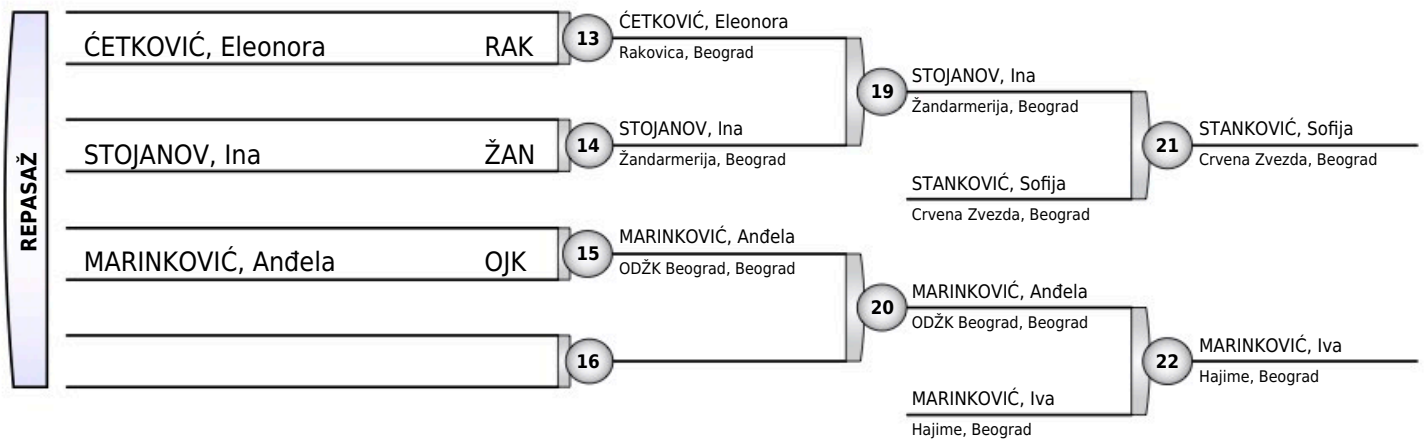 REPASAŽ
ĆETKOVIĆ, Eleonora RAK
13
ĆETKOVIĆ, Eleonora
Rakovica, Beograd
STOJANOV, Ina ŽAN
14
STOJANOV, Ina
Žandarmerija, Beograd
19
STOJANOV, Ina
Žandarmerija, Beograd
STANKOVIĆ, Sofija
Crvena Zvezda, Beograd
21
STANKOVIĆ, Sofija
Crvena Zvezda, Beograd
MARINKOVIĆ, Anđela OJK
15
MARINKOVIĆ, Anđela
ODŽK Beograd, Beograd
16
20
MARINKOVIĆ, Anđela
ODŽK Beograd, Beograd
MARINKOVIĆ, Iva
Hajime, Beograd
22
MARINKOVIĆ, Iva
Hajime, Beograd